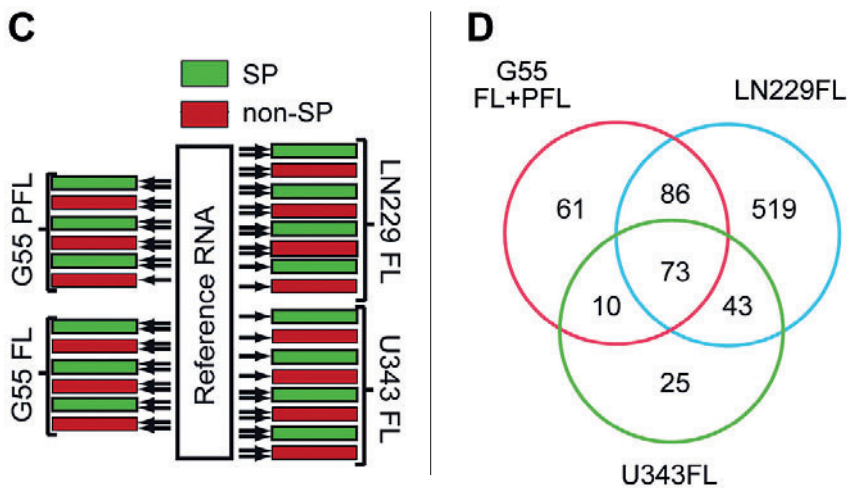 C
SP
non-SP
G55 PFL
G55 FL
Reference RNA
LN229 FL
U343 FL
D
G55
FL+PFL
LN229FL
61
86
519
73
10
43
25
U343FL